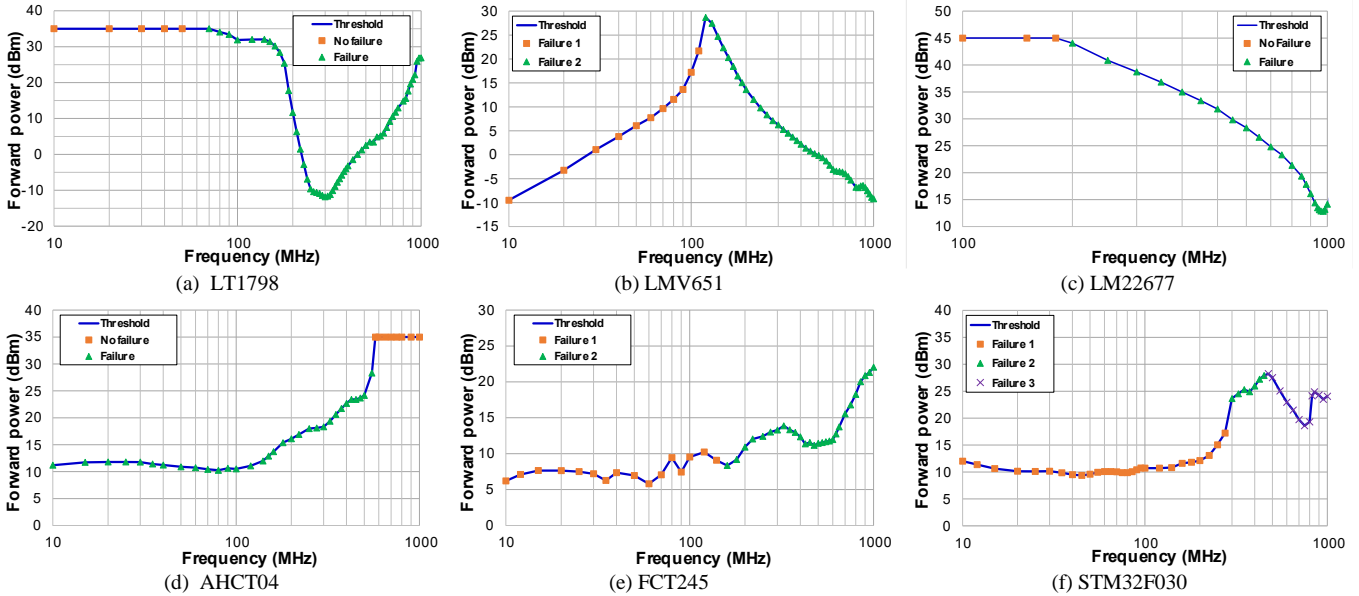 Forward power (dBm)
40
30
20
10
0
-10
-20
Threshold
No failure
Failure
10
100
1000
Frequency (MHz)
(a) LT1798
Forward power (dBm)
30
25
20
15
10
5
0
-5
-10
-15
Threshold
Failure 1
Failure 2
10
100
1000
Frequency (MHz)
(b) LMV651
Forward power (dBm)
50
45
40
35
30
25
20
15
10
Threshold
No Failure
Failure
100
1000
Frequency (MHz)
(c) LM22677
Forward power (dBm)
40
35
30
25
20
15
10
5
0
Threshold
No failure
Failure
10
100
1000
Frequency (MHz)
(d) AHCT04
Forward power (dBm)
30
25
20
15
10
5
0
Threshold
Failure 1
Failure 2
10
100
1000
Frequency (MHz)
(e) FCT245
Forward power (dBm)
40
35
30
25
20
15
10
5
0
Threshold
Failure 1
Failure 2
Failure 3
10
100
1000
Frequency (MHz)
(f) STM32F030